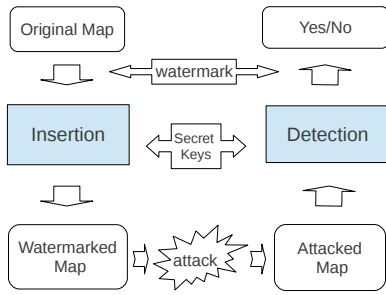 Original Map
Yes/No
watermark
Insertion
Secret
Keys
Detection
Watermarked
Map
attack
Attacked
Map